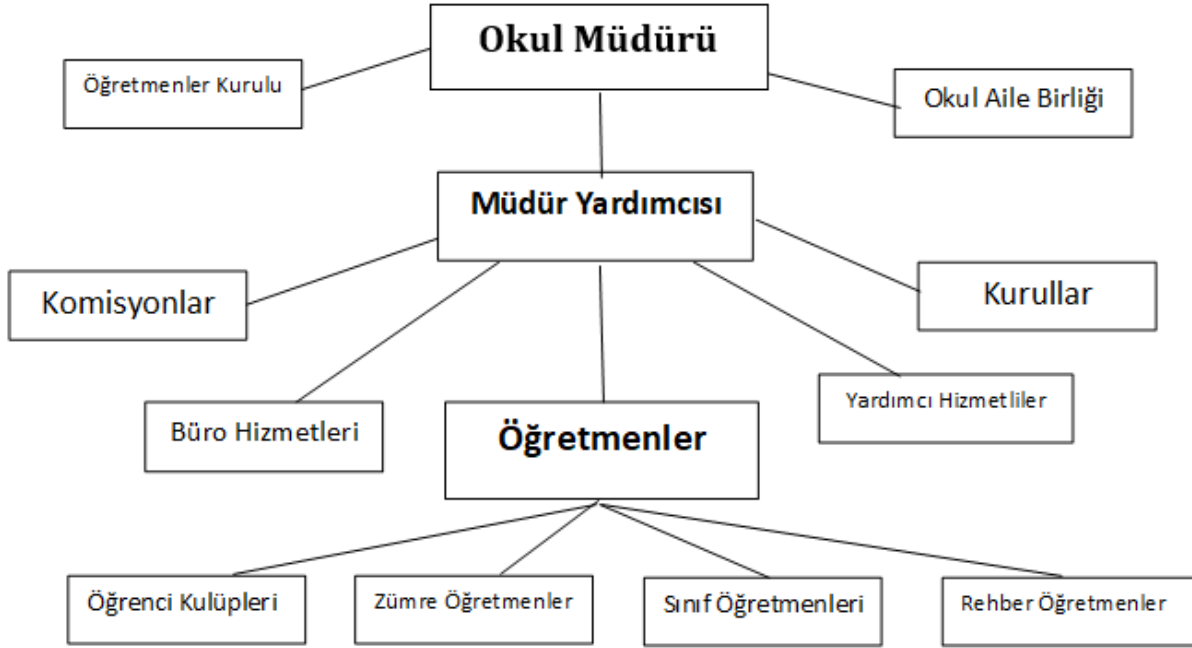 Okul Müdürü
Öğretmenler Kurulu
Okul Aile Birliği
Müdür Yardımcısı
Komisyonlar
Kurullar
Büro Hizmetleri
Öğretmenler
Yardımcı Hizmetliler
Öğrenci Kulüpleri
Zümre Öğretmenler
Sınıf Öğretmenleri
Rehber Öğretmenler